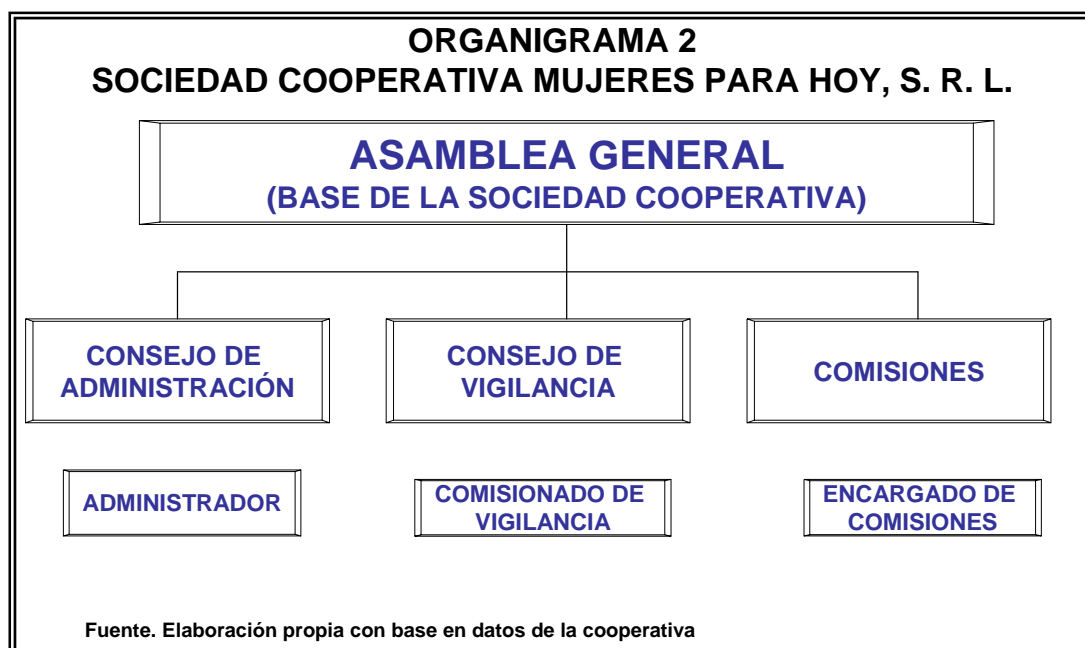 ORGANIGRAMA 2
SOCIEDAD COOPERATIVA MUJERES PARA HOY, S. R. L.
ASAMBLEA GENERAL
(BASE DE LA SOCIEDAD COOPERATIVA)
CONSEJO DE
ADMINISTRACIÓN
CONSEJO DE
VIGILANCIA
COMISIONES
ADMINISTRADOR
COMISIONADO DE
VIGILANCIA
ENCARGADO DE
COMISIONES
Fuente. Elaboración propia con base en datos de la cooperativa